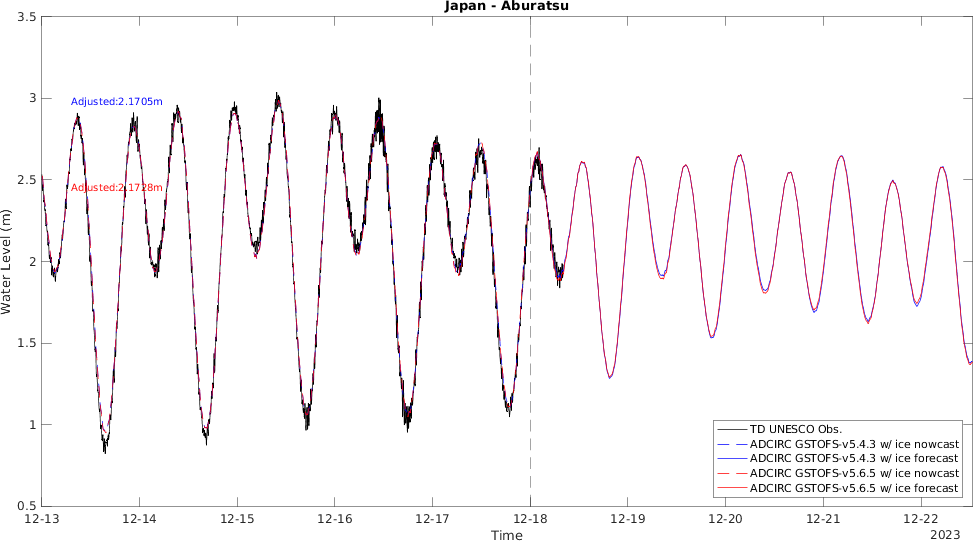 Japan - Aburatsu
3.5
3
2.5
2
1.5
1
0.5
Water Level (m)
Adjusted:2.1705m
Adjusted:2.1728m
TD UNESCO Obs.
ADCIRC GSTOFS-v5.4.3 w/ ice nowcast
ADCIRC GSTOFS-v5.4.3 w/ ice forecast
ADCIRC GSTOFS-v5.6.5 w/ ice nowcast
ADCIRC GSTOFS-v5.6.5 w/ ice forecast
12-13 12-14 12-15 12-16 12-17 12-18 12-19 12-20 12-21 12-22
Time
2023